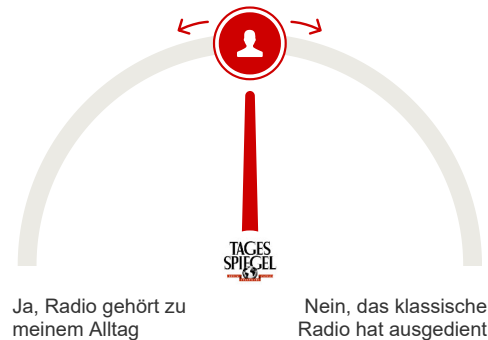 TAGES
SPIEGEL
Ja, Radio gehört zu
meinem Alltag
Nein, das klassische
Radio hat ausgedient